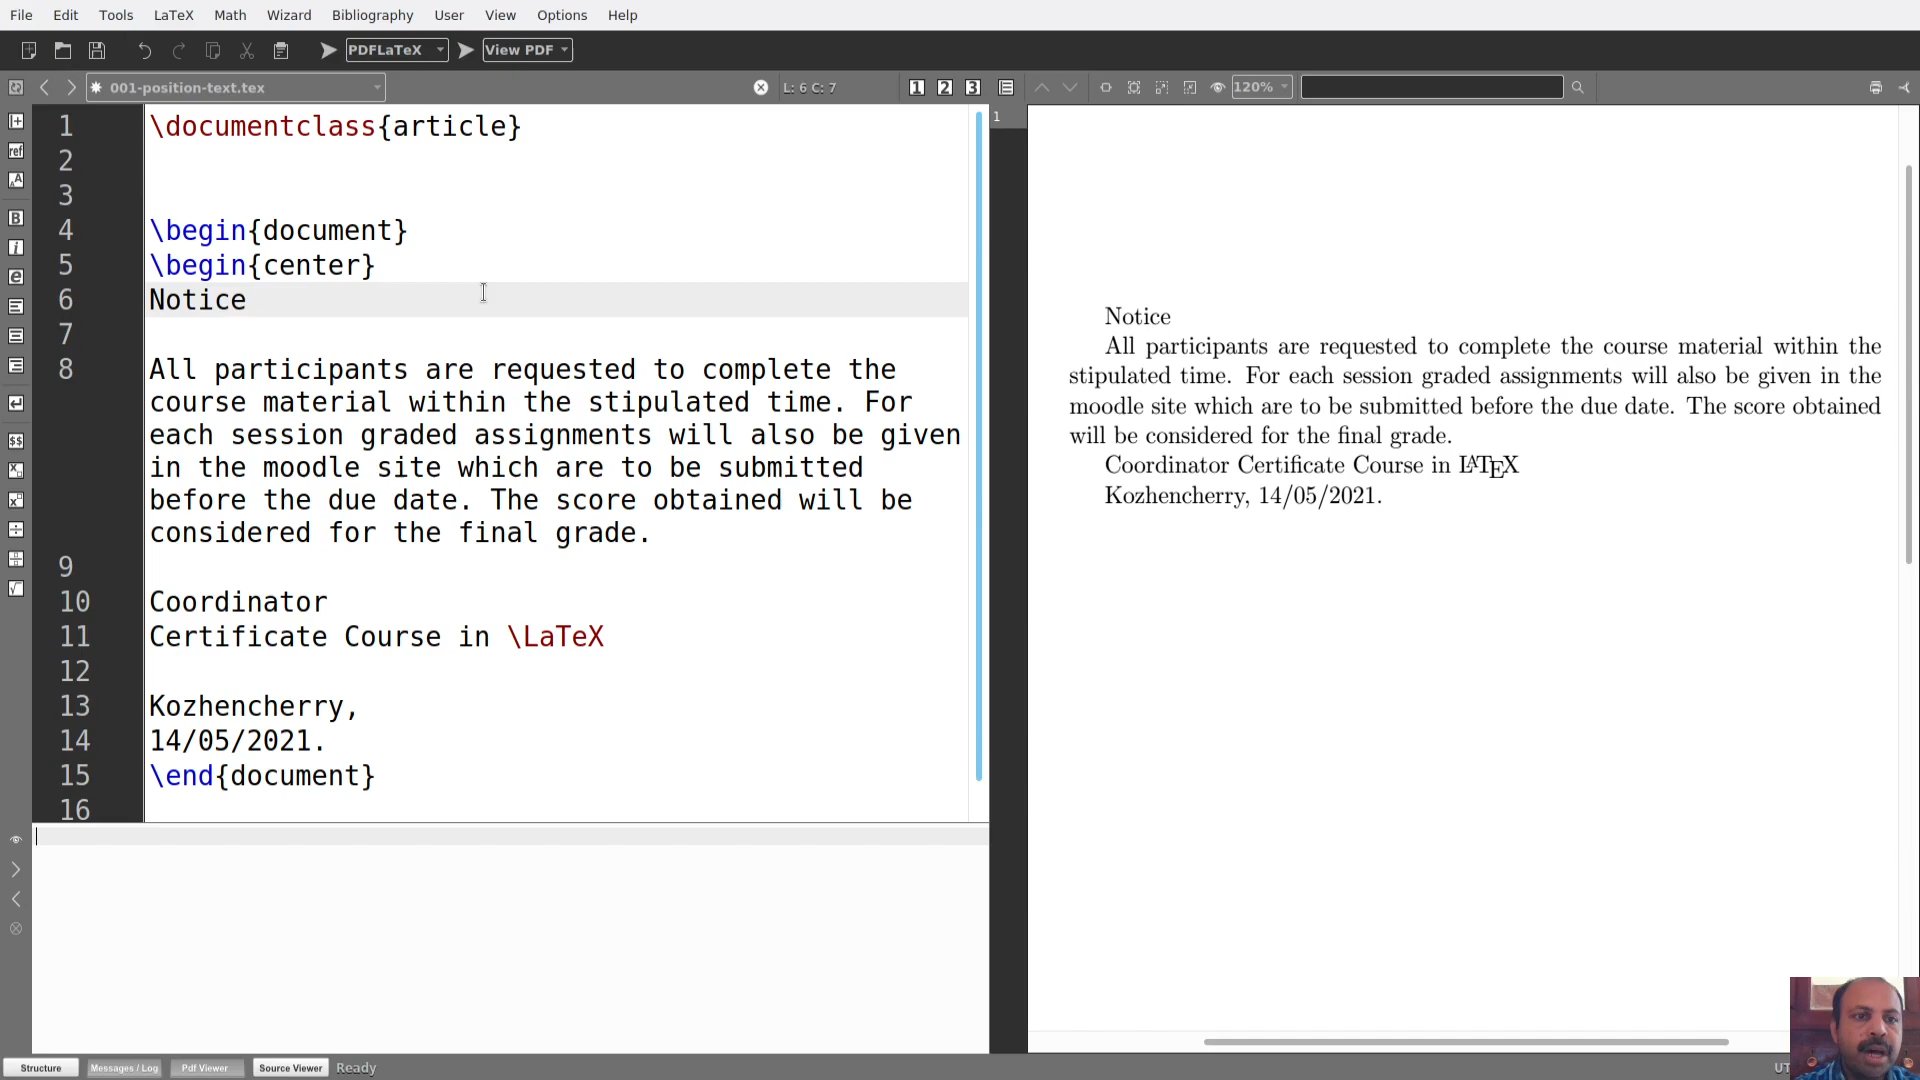 File Edit Tools LaTeX Math Wizard Bibliography User View Options Help
PDFLaTeX View PDF
001-position-text.tex L: 6 C: 7 1 2 3 120%
1 \documentclass{article}
2
3
4 \begin{document}
5 \begin{center}
6 Notice
7
8 All participants are requested to complete the
course material within the stipulated time. For
each session graded assignments will also be given
in the moodle site which are to be submitted
before the due date. The score obtained will be
considered for the final grade.
9
10 Coordinator
11 Certificate Course in \LaTeX
12
13 Kozhencherry,
14 14/05/2021.
15 \end{document}
16
ref
A
B
i
e
$$
1
Notice
All participants are requested to complete the course material within the
stipulated time. For each session graded assignments will also be given in the
moodle site which are to be submitted before the due date. The score obtained
will be considered for the final grade.
Coordinator Certificate Course in LATEX
Kozhencherry, 14/05/2021.
Structure Messages / Log Pdf Viewer Source Viewer Ready